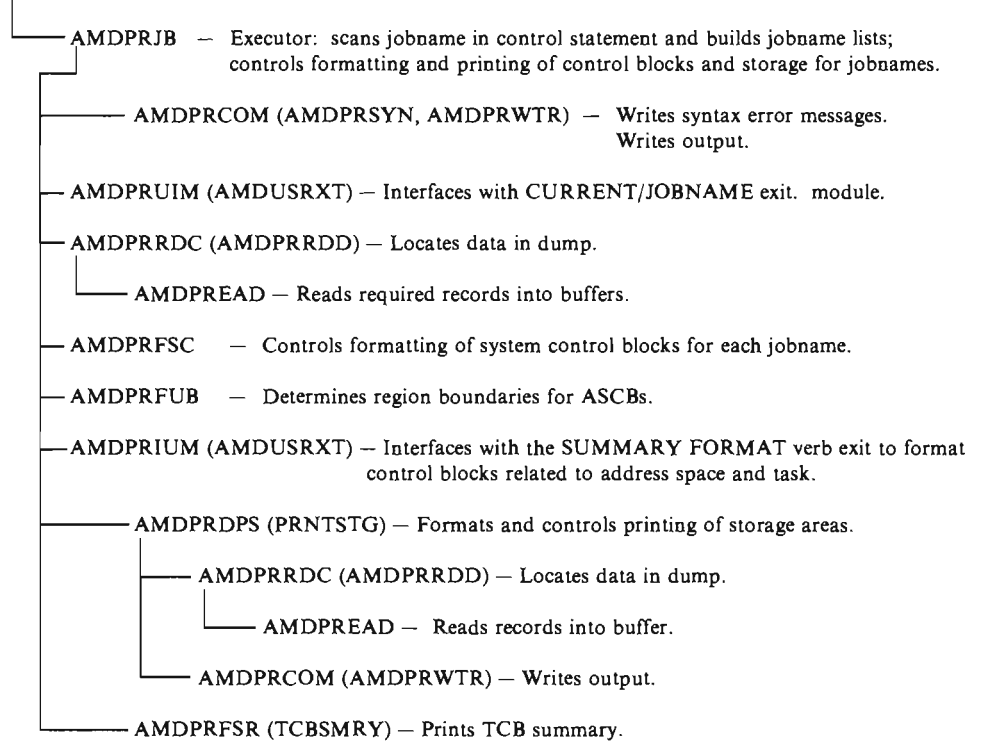 AMDPRJB — Executor: scans jobname in control statement and builds jobname lists;
controls formatting and printing of control blocks and storage for jobnames.
AMDPRCOM (AMDPRSYN, AMDPRWTR) — Writes syntax error messages.
Writes output.
AMDPRUIM (AMDUSRXT) — Interfaces with CURRENT/JOBNAME exit. module.
AMDPRRDC (AMDPRRDD) — Locates data in dump.
AMDPREAD — Reads required records into buffers.
AMDPRFSC — Controls formatting of system control blocks for each jobname.
AMDPRFUB — Determines region boundaries for ASCBs.
AMDPRIUM (AMDUSRXT) — Interfaces with the SUMMARY FORMAT verb exit to format
control blocks related to address space and task.
AMDPRDPS (PRNTSTG) — Formats and controls printing of storage areas.
AMDPRRDC (AMDPRRDD) — Locates data in dump.
AMDPREAD — Reads records into buffer.
AMDPRCOM (AMDPRWTR) — Writes output.
AMDPRFSR (TCBSMRY) — Prints TCB summary.